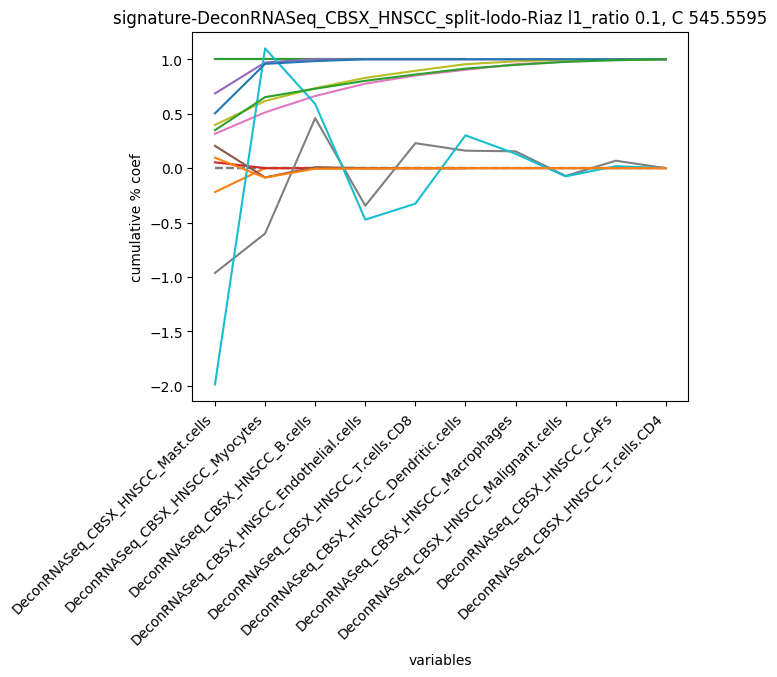 signature-DeconRNASeq_CBSX_HNSCC_split-lodo-Riaz l1_ratio 0.1, C 545.5595
cumulative % coef
1.0
0.5
0.0
−0.5
−1.0
−1.5
−2.0
DeconRNASeq_CBSX_HNSCC_Mast.cells
DeconRNASeq_CBSX_HNSCC_Myocytes
DeconRNASeq_CBSX_HNSCC_B.cells
DeconRNASeq_CBSX_HNSCC_Endothelial.cells
DeconRNASeq_CBSX_HNSCC_T.cells.CD8
DeconRNASeq_CBSX_HNSCC_Dendritic.cells
DeconRNASeq_CBSX_HNSCC_Macrophages
DeconRNASeq_CBSX_HNSCC_Malignant.cells
DeconRNASeq_CBSX_HNSCC_CAFs
DeconRNASeq_CBSX_HNSCC_T.cells.CD4
variables